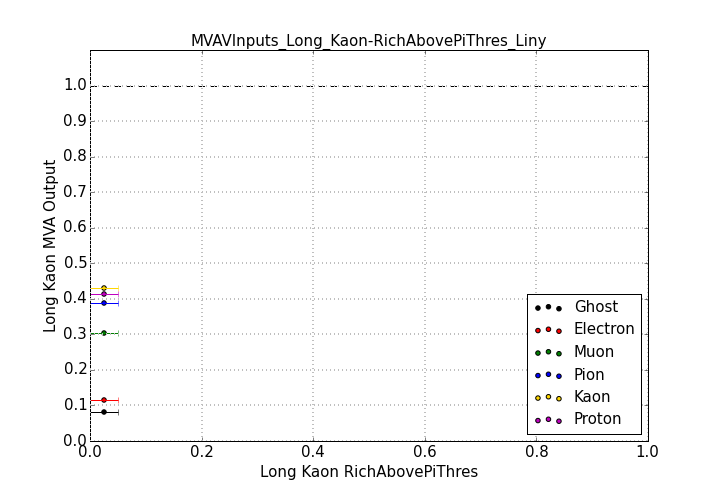 MVAVInputs_Long_Kaon-RichAbovePiThres_Liny
Long Kaon MVA Output
1.0
0.9
0.8
0.7
0.6
0.5
0.4
0.3
0.2
0.1
0.0
Ghost
Electron
Muon
Pion
Kaon
Proton
0.0 0.2 0.4 0.6 0.8 1.0
Long Kaon RichAbovePiThres